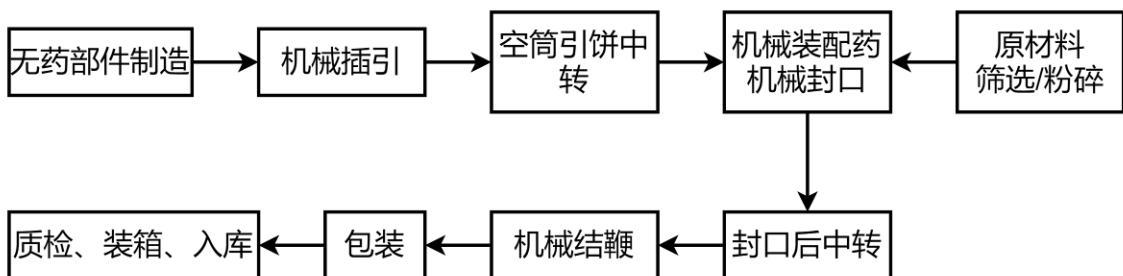 无药部件制造
机械插引
空筒引饼中
转
机械装配药
机械封口
原材料
筛选/粉碎
质检、装箱、入库
包装
机械结鞭
封口后中转